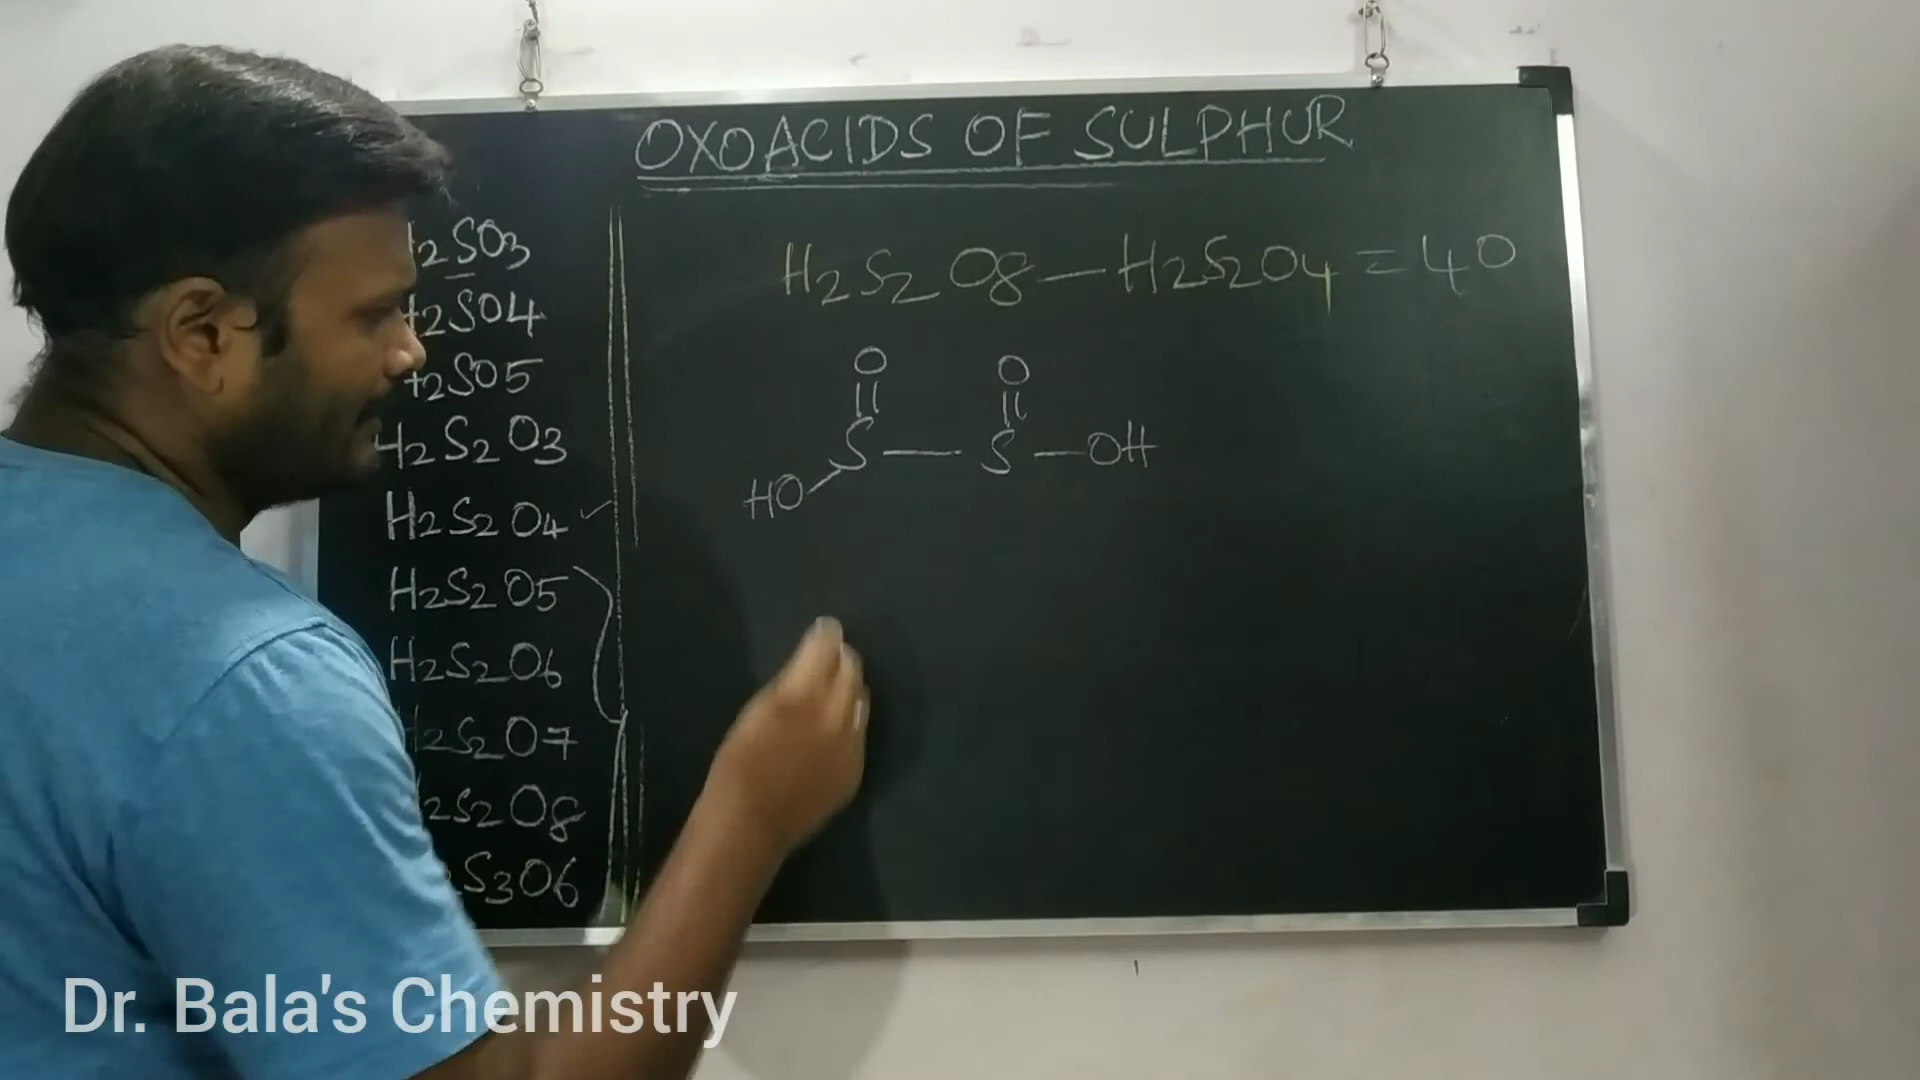 OXOACIDS OF SULPHUR
H2SO3
H2SO4
H2SO5
H2S2O3
H2S2O4 ✓
H2S2O5
H2S2O6
H2S2O7
2S2O8
S3O6
H2S2O8 — H2S2O4 = 4O
O O
|| ||
S — S — OH
HO
Dr. Bala's Chemistry